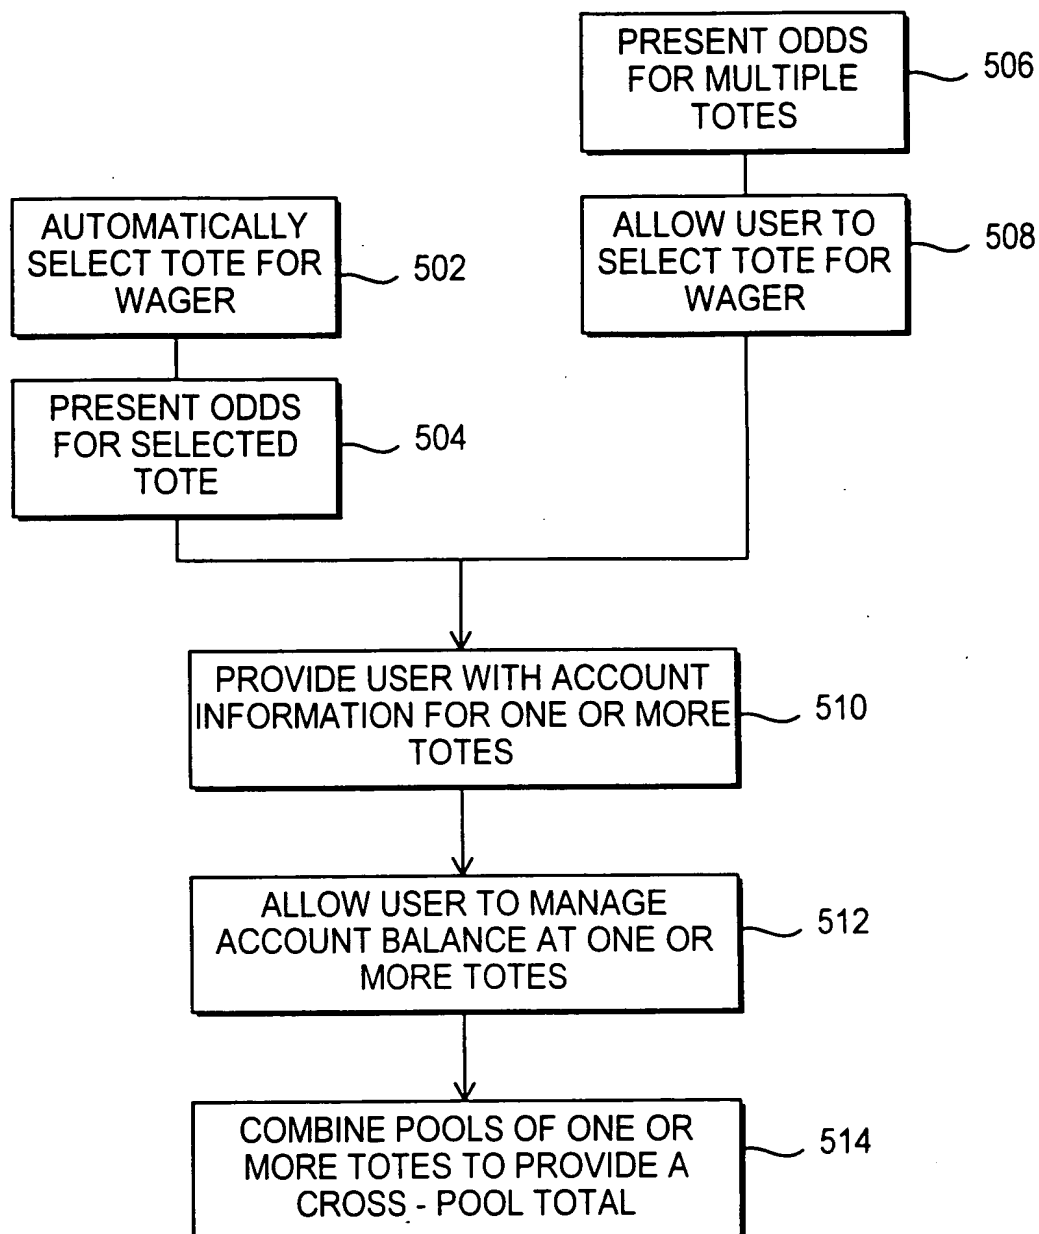 PRESENT ODDS
FOR MULTIPLE
TOTES
506
AUTOMATICALLY
SELECT TOTE FOR
WAGER
502
ALLOW USER TO
SELECT TOTE FOR
WAGER
508
PRESENT ODDS
FOR SELECTED
TOTE
504
PROVIDE USER WITH ACCOUNT
INFORMATION FOR ONE OR MORE
TOTES
510
ALLOW USER TO MANAGE
ACCOUNT BALANCE AT ONE OR
MORE TOTES
512
COMBINE POOLS OF ONE OR
MORE TOTES TO PROVIDE A
CROSS - POOL TOTAL
514